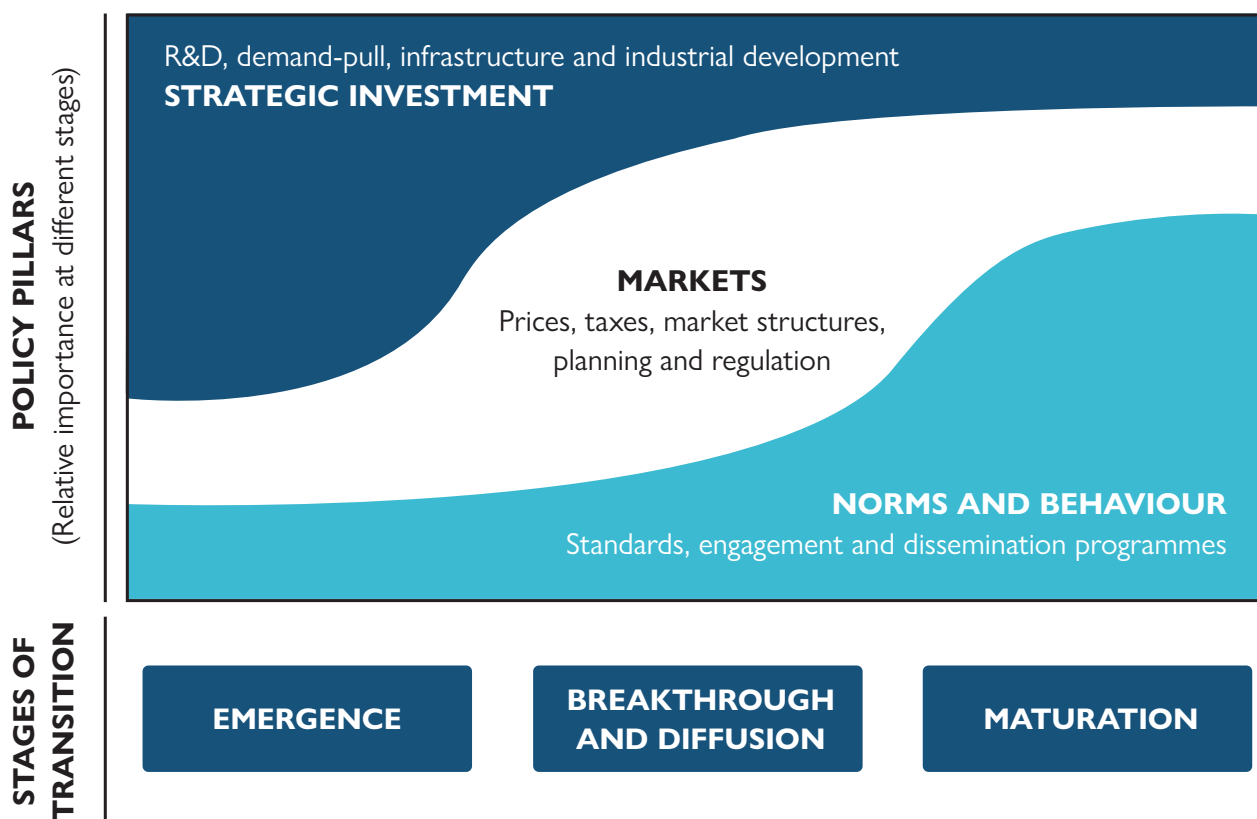 POLICY PILLARS
(Relative importance at different stages)
R&D, demand-pull, infrastructure and industrial development
STRATEGIC INVESTMENT
MARKETS
Prices, taxes, market structures,
planning and regulation
NORMS AND BEHAVIOUR
Standards, engagement and dissemination programmes
STAGES OF
TRANSITION
EMERGENCE
BREAKTHROUGH
AND DIFFUSION
MATURATION